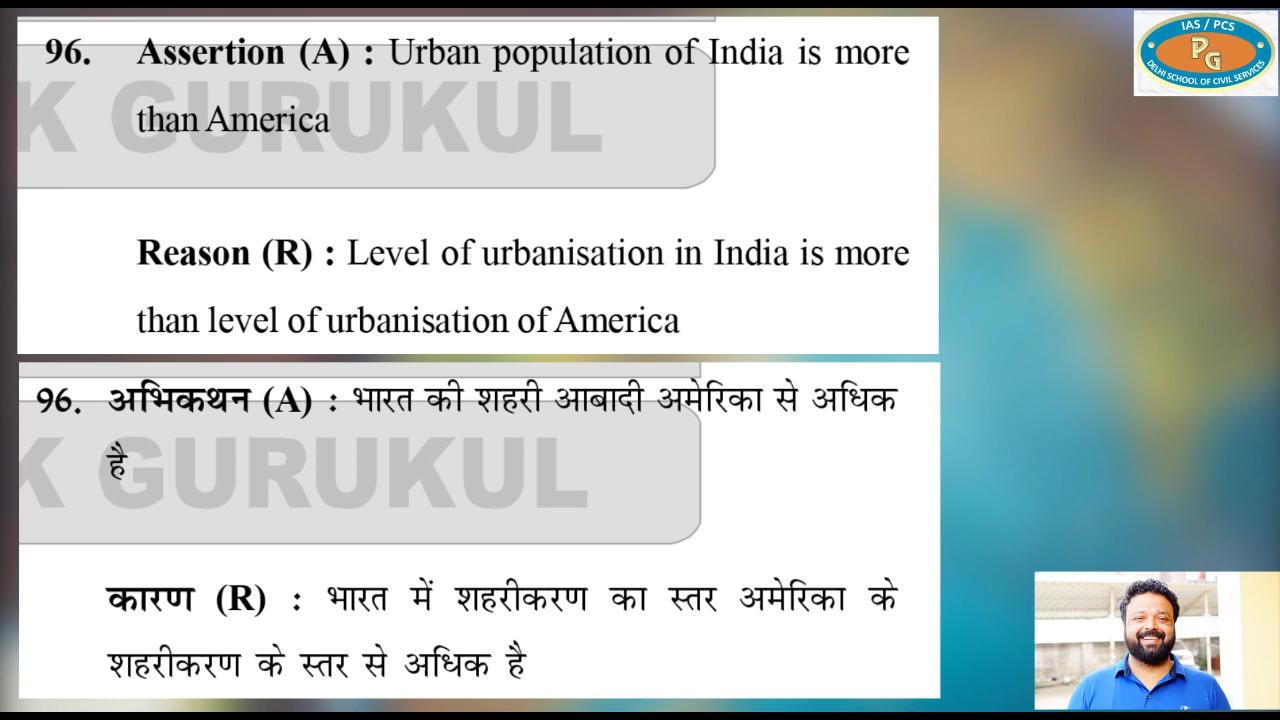 IAS / PCS
PG
DELHI SCHOOL OF CIVIL SERVICES
96. Assertion (A) : Urban population of India is more
than America
K GURUKUL
Reason (R) : Level of urbanisation in India is more
than level of urbanisation of America
96. अभिकथन (A) : भारत की शहरी आबादी अमेरिका से अधिक
है
K GURUKUL
कारण (R) : भारत में शहरीकरण का स्तर अमेरिका के
शहरीकरण के स्तर से अधिक है